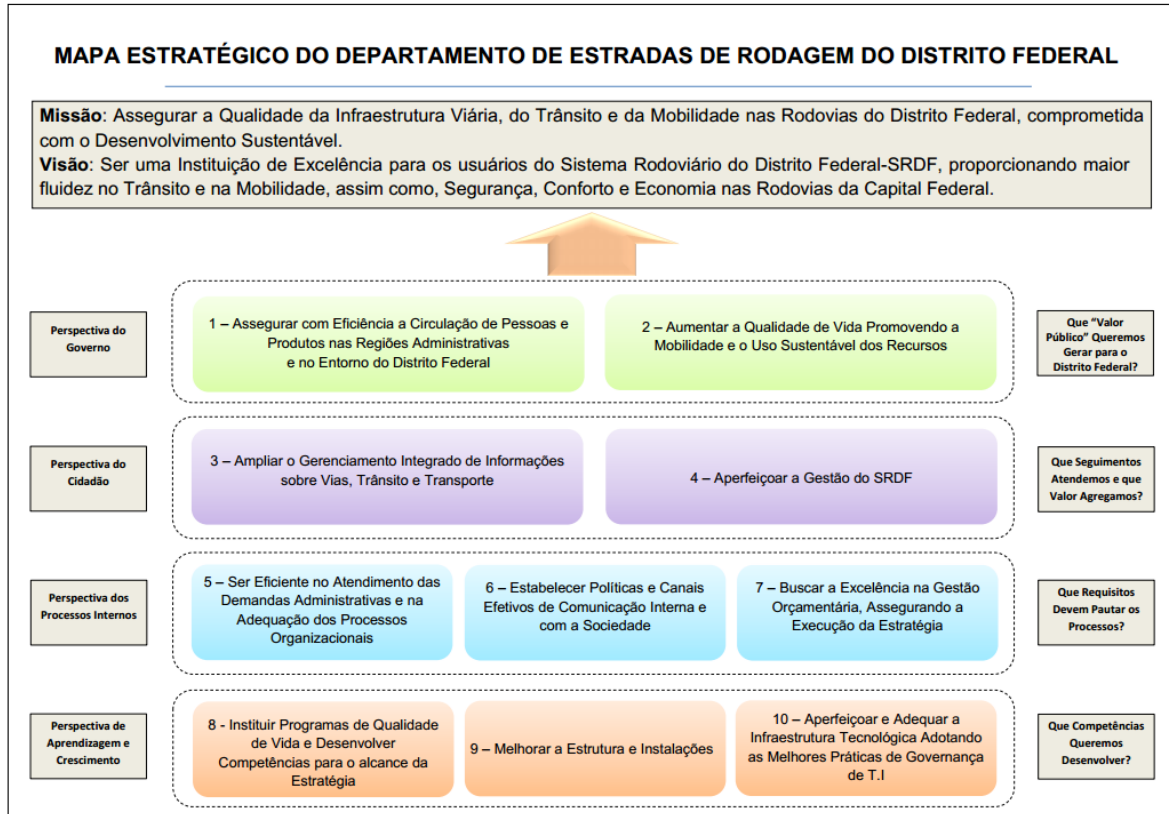 MAPA ESTRATÉGICO DO DEPARTAMENTO DE ESTRADAS DE RODAGEM DO DISTRITO FEDERAL
Missão: Assegurar a Qualidade da Infraestrutura Viária, do Trânsito e da Mobilidade nas Rodovias do Distrito Federal, comprometida
com o Desenvolvimento Sustentável.
Visão: Ser uma Instituição de Excelência para os usuários do Sistema Rodoviário do Distrito Federal-SRDF, proporcionando maior
fluidez no Trânsito e na Mobilidade, assim como, Segurança, Conforto e Economia nas Rodovias da Capital Federal.
Perspectiva do
Governo
1 – Assegurar com Eficiência a Circulação de Pessoas e
Produtos nas Regiões Administrativas
e no Entorno do Distrito Federal
2 – Aumentar a Qualidade de Vida Promovendo a
Mobilidade e o Uso Sustentável dos Recursos
Que “Valor
Público” Queremos
Gerar para o
Distrito Federal?
Perspectiva do
Cidadão
3 – Ampliar o Gerenciamento Integrado de Informações
sobre Vias, Trânsito e Transporte
4 – Aperfeiçoar a Gestão do SRDF
Que Seguimentos
Atendemos e que
Valor Agregamos?
Perspectiva dos
Processos Internos
5 – Ser Eficiente no Atendimento das
Demandas Administrativas e na
Adequação dos Processos
Organizacionais
6 – Estabelecer Políticas e Canais
Efetivos de Comunicação Interna e
com a Sociedade
7 – Buscar a Excelência na Gestão
Orçamentária, Assegurando a
Execução da Estratégia
Que Requisitos
Devem Pautar os
Processos?
Perspectiva de
Aprendizagem e
Crescimento
8 - Instituir Programas de Qualidade
de Vida e Desenvolver
Competências para o alcance da
Estratégia
9 – Melhorar a Estrutura e Instalações
10 – Aperfeiçoar e Adequar a
Infraestrutura Tecnológica Adotando
as Melhores Práticas de Governança
de T.I
Que Competências
Queremos
Desenvolver?